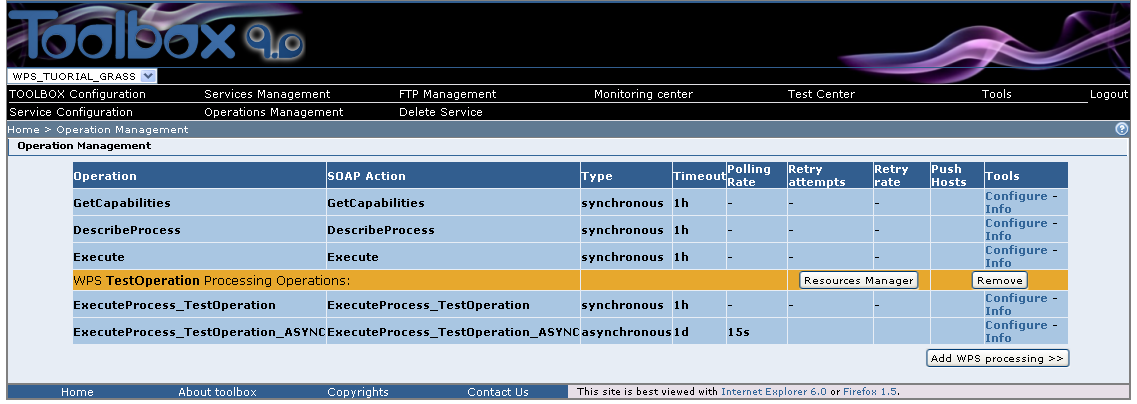 Toolbox 9.0
WPS_TUORIAL_GRASS
TOOLBOX Configuration Services Management FTP Management Monitoring center Test Center Tools Logout
Service Configuration Operations Management Delete Service
Home > Operation Management ?
Operation Management
Operation SOAP Action Type Timeout Polling Rate Retry attempts Retry rate Push Hosts Tools
GetCapabilities GetCapabilities synchronous 1h - - - Configure - Info
DescribeProcess DescribeProcess synchronous 1h - - - Configure - Info
Execute Execute synchronous 1h - - - Configure - Info
WPS TestOperation Processing Operations: Resources Manager Remove
ExecuteProcess_TestOperation ExecuteProcess_TestOperation synchronous 1h - - - Configure - Info
ExecuteProcess_TestOperation_ASYNC ExecuteProcess_TestOperation_ASYNC asynchronous 1d 15s Configure - Info
Add WPS processing >>
Home About toolbox Copyrights Contact Us This site is best viewed with Internet Explorer 6.0 or Firefox 1.5.